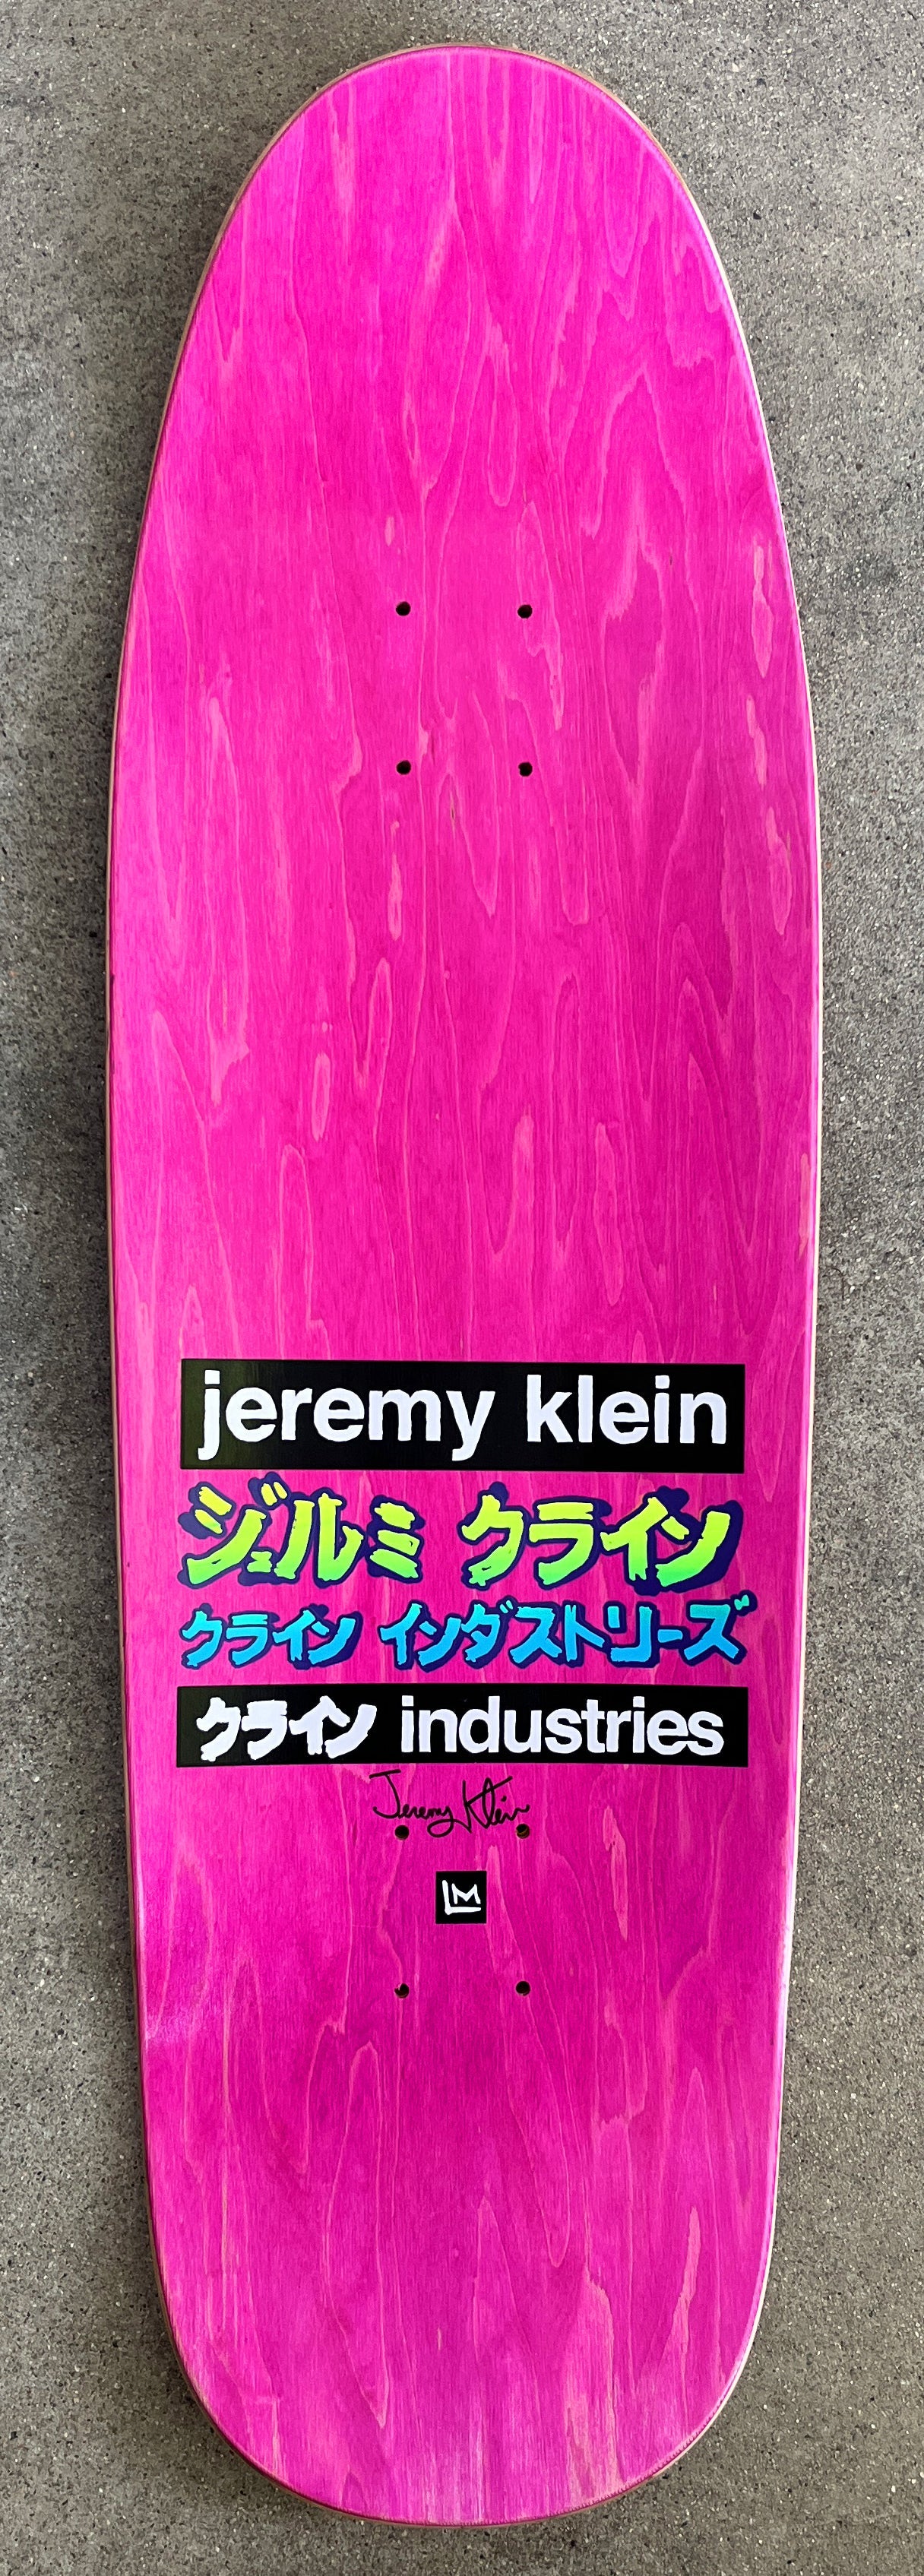 jeremy klein
ジェルミ クライン
クライン インダストリーズ
クライン industries
Jeremy Klein
LM